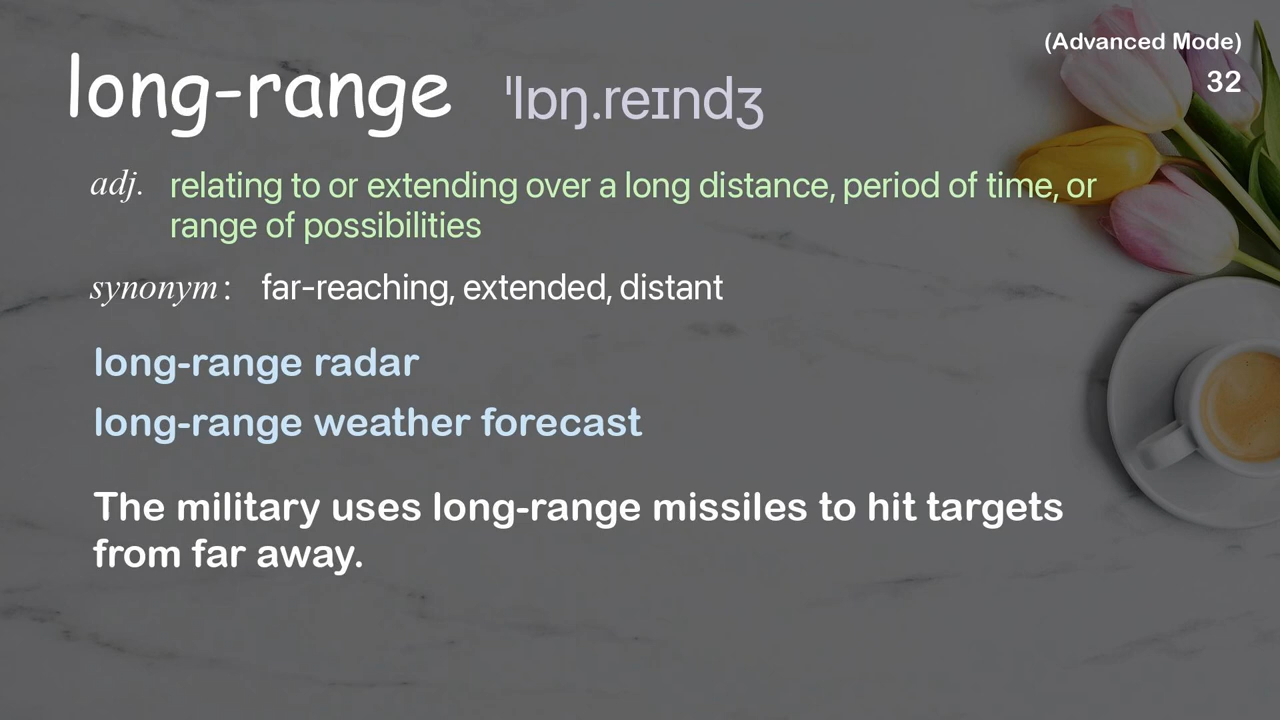 (Advanced Mode)
32
long-range ˈlɒŋ.reɪndʒ
adj. relating to or extending over a long distance, period of time, or
range of possibilities
synonym : far-reaching, extended, distant
long-range radar
long-range weather forecast
The military uses long-range missiles to hit targets
from far away.